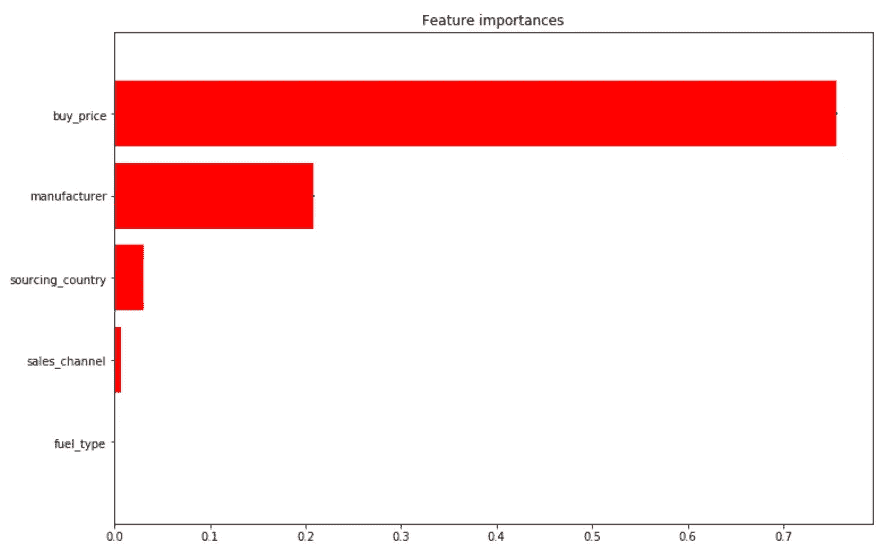 Feature importances
buy_price
manufacturer
sourcing_country
sales_channel
fuel_type
0.0 0.1 0.2 0.3 0.4 0.5 0.6 0.7